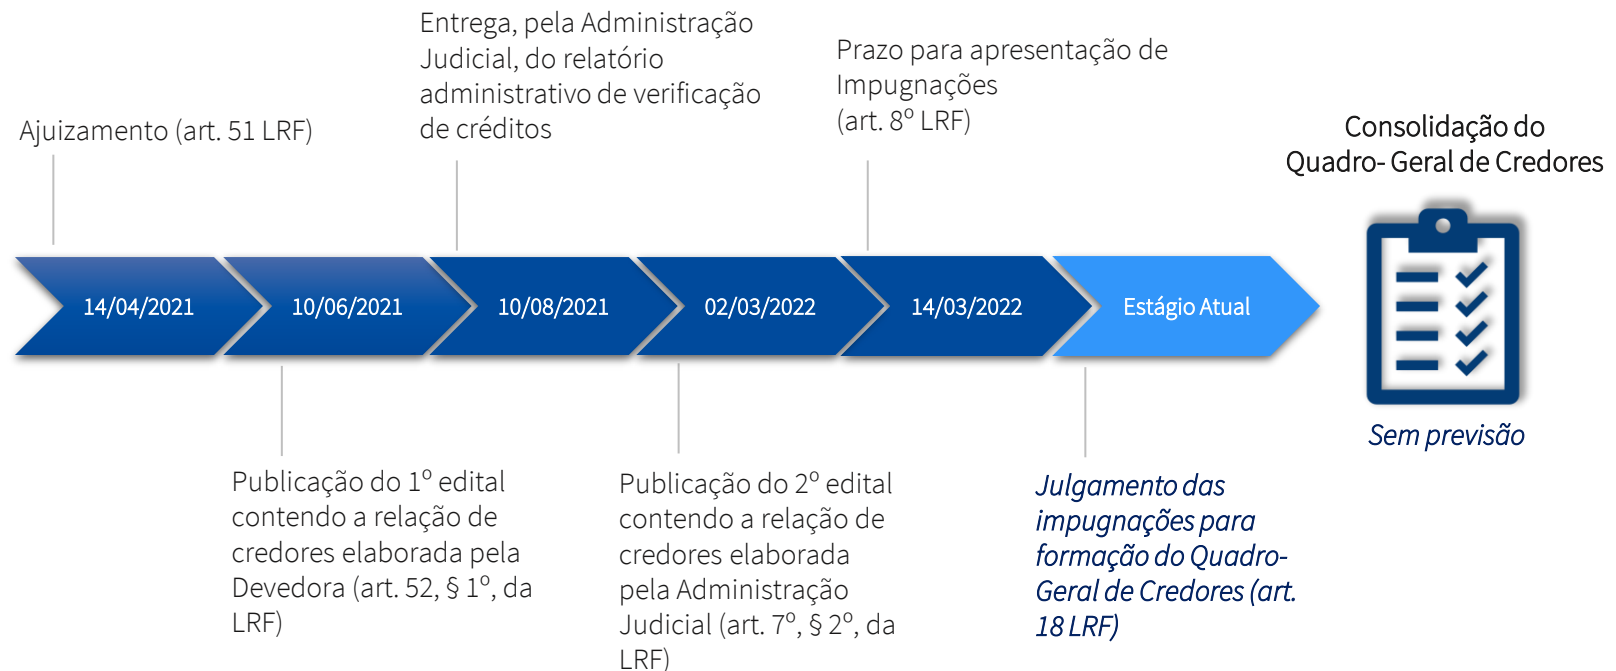 Ajuizamento (art. 51 LRF)
Entrega, pela Administração
Judicial, do relatório
administrativo de verificação
de créditos
Prazo para apresentação de
Impugnações
(art. 8º LRF)
Consolidação do
Quadro- Geral de Credores
14/04/2021
10/06/2021
10/08/2021
02/03/2022
14/03/2022
Estágio Atual
Sem previsão
Publicação do 1º edital
contendo a relação de
credores elaborada pela
Devedora (art. 52, § 1º, da
LRF)
Publicação do 2º edital
contendo a relação de
credores elaborada
pela Administração
Judicial (art. 7º, § 2º, da
LRF)
Julgamento das
impugnações para
formação do Quadro-
Geral de Credores (art.
18 LRF)